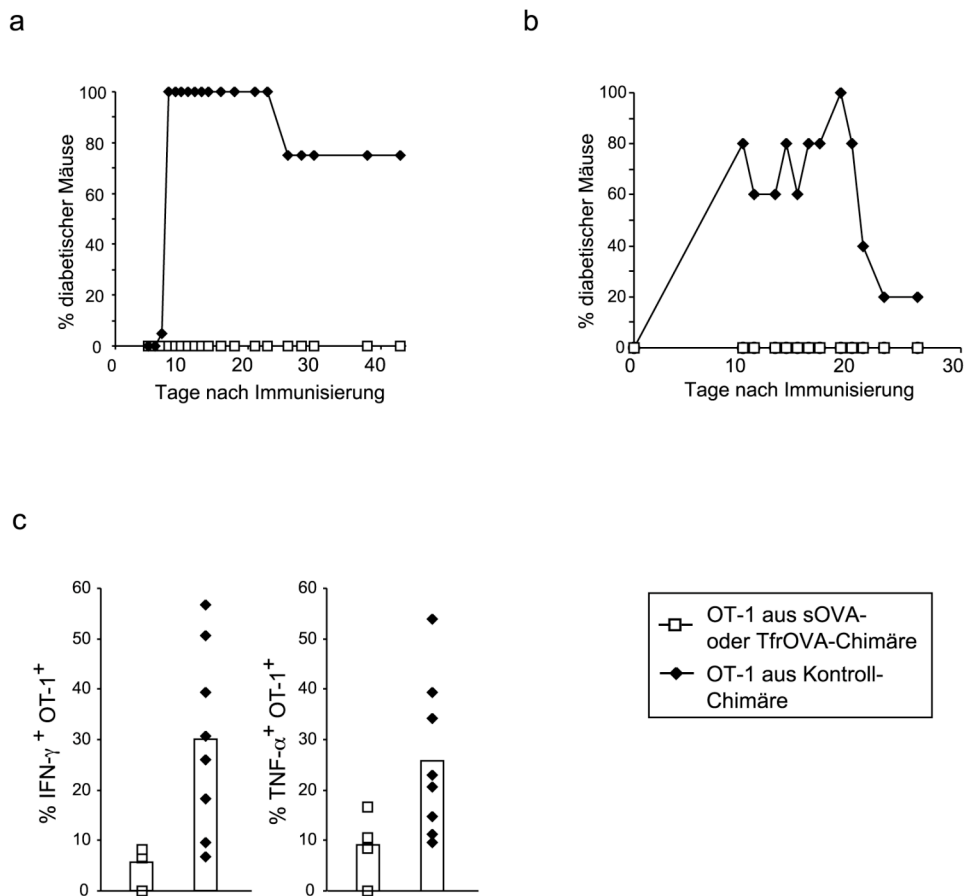 a
100
80
60
40
20
0
% diabetischer Mäuse
0 10 20 30 40
Tage nach Immunisierung
b
100
80
60
40
20
0
% diabetischer Mäuse
0 10 20 30
Tage nach Immunisierung
c
60
50
40
30
20
10
0
% IFN-γ⁺ OT-1⁺
60
50
40
30
20
10
0
% TNF-α⁺ OT-1⁺
OT-1 aus sOVA-
oder TfrOVA-Chimäre
OT-1 aus Kontroll-
Chimäre